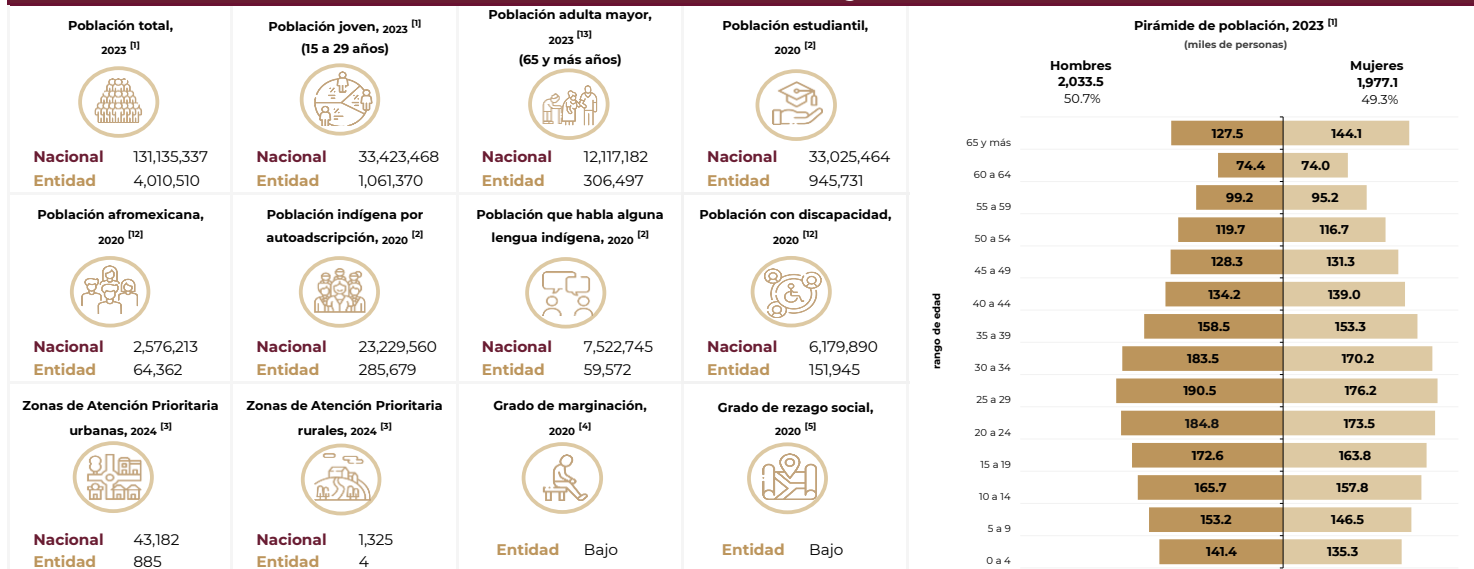 Población total,
2023 [1]
Nacional 131,135,337
Entidad 4,010,510
Población joven, 2023 [1]
(15 a 29 años)
Nacional 33,423,468
Entidad 1,061,370
Población adulta mayor,
2023 [13]
(65 y más años)
Nacional 12,117,182
Entidad 306,497
Población estudiantil,
2020 [2]
Nacional 33,025,464
Entidad 945,731
Población afromexicana,
2020 [12]
Nacional 2,576,213
Entidad 64,362
Población indígena por
autoadscripción, 2020 [2]
Nacional 23,229,560
Entidad 285,679
Población que habla alguna
lengua indígena, 2020 [2]
Nacional 7,522,745
Entidad 59,572
Población con discapacidad,
2020 [12]
Nacional 6,179,890
Entidad 151,945
Zonas de Atención Prioritaria
urbanas, 2024 [3]
Nacional 43,182
Entidad 885
Zonas de Atención Prioritaria
rurales, 2024 [3]
Nacional 1,325
Entidad 4
Grado de marginación,
2020 [4]
Entidad Bajo
Grado de rezago social,
2020 [5]
Entidad Bajo
Pirámide de población, 2023 [1]
(miles de personas)
Hombres Mujeres
2,033.5 1,977.1
50.7% 49.3%
rango de edad
65 y más 127.5 144.1
60 a 64 74.4 74.0
55 a 59 99.2 95.2
50 a 54 119.7 116.7
45 a 49 128.3 131.3
40 a 44 134.2 139.0
35 a 39 158.5 153.3
30 a 34 183.5 170.2
25 a 29 190.5 176.2
20 a 24 184.8 173.5
15 a 19 172.6 163.8
10 a 14 165.7 157.8
5 a 9 153.2 146.5
0 a 4 141.4 135.3